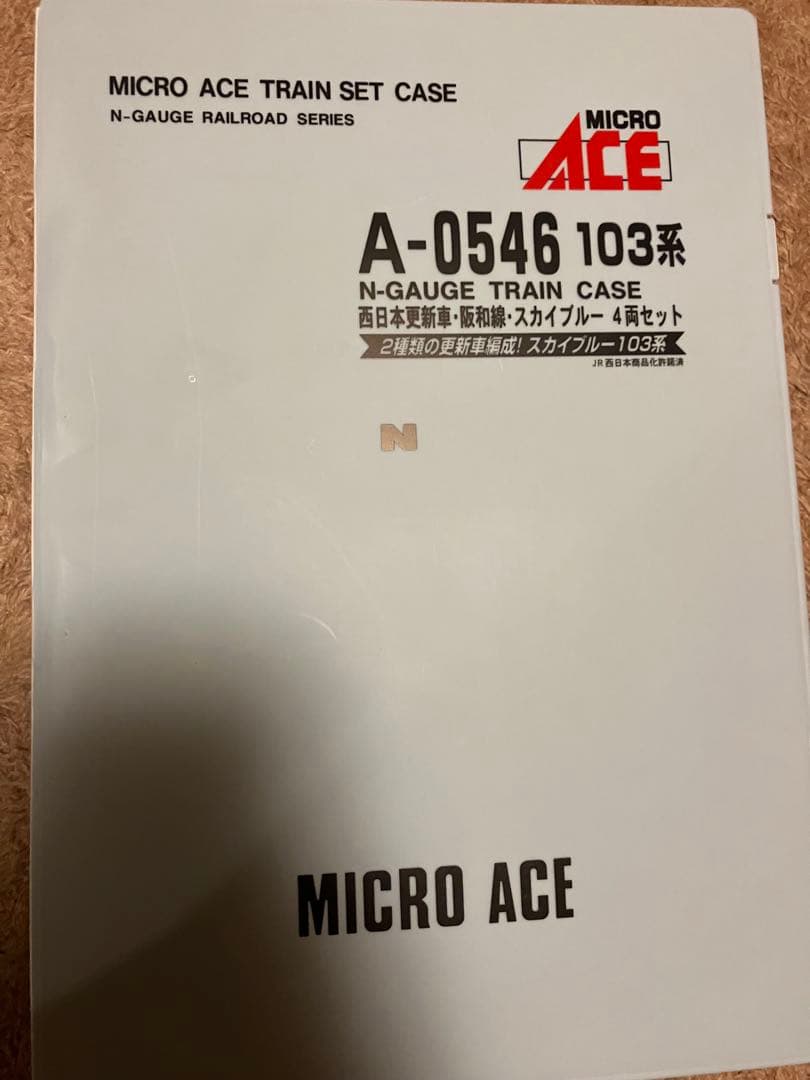 MICRO ACE TRAIN SET CASE
N-GAUGE RAILROAD SERIES
MICRO
ACE
A-0546 103系
N-GAUGE TRAIN CASE
西日本更新車・阪和線・スカイブルー 4両セット
2種類の更新車編成! スカイブルー103系
JR西日本商品化許諾済
N
MICRO ACE